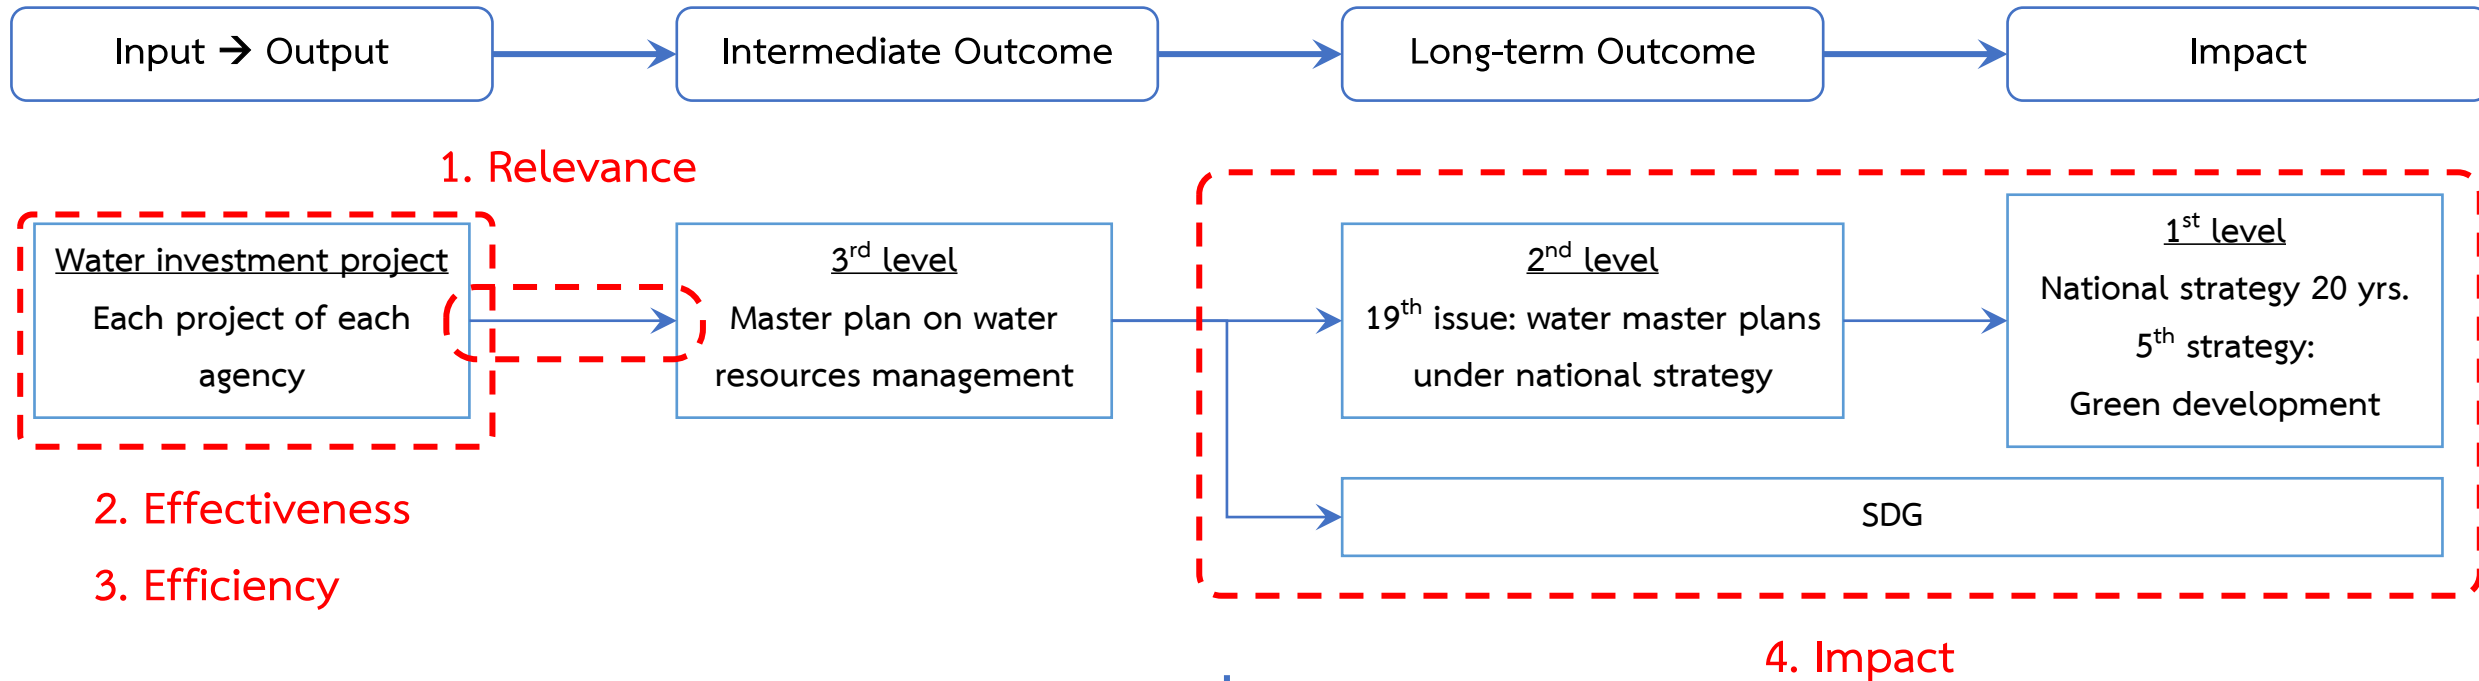 Input → Output
Intermediate Outcome
Long-term Outcome
Impact
1. Relevance
Water investment project
Each project of each
agency
3rd level
Master plan on water
resources management
2nd level
19th issue: water master plans
under national strategy
1st level
National strategy 20 yrs.
5th strategy:
Green development
SDG
2. Effectiveness
3. Efficiency
4. Impact